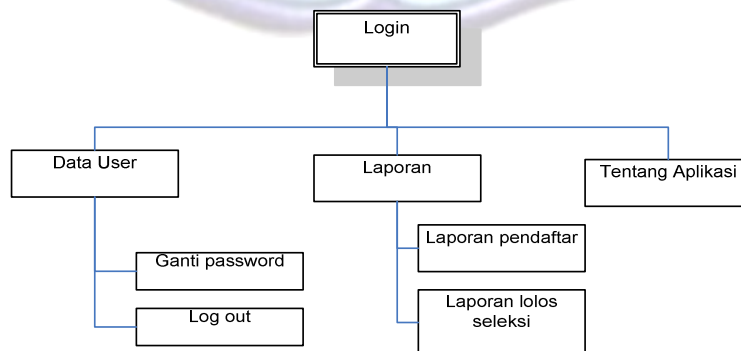 Login
Data User
Laporan
Tentang Aplikasi
Ganti password
Log out
Laporan pendaftar
Laporan lolos
seleksi